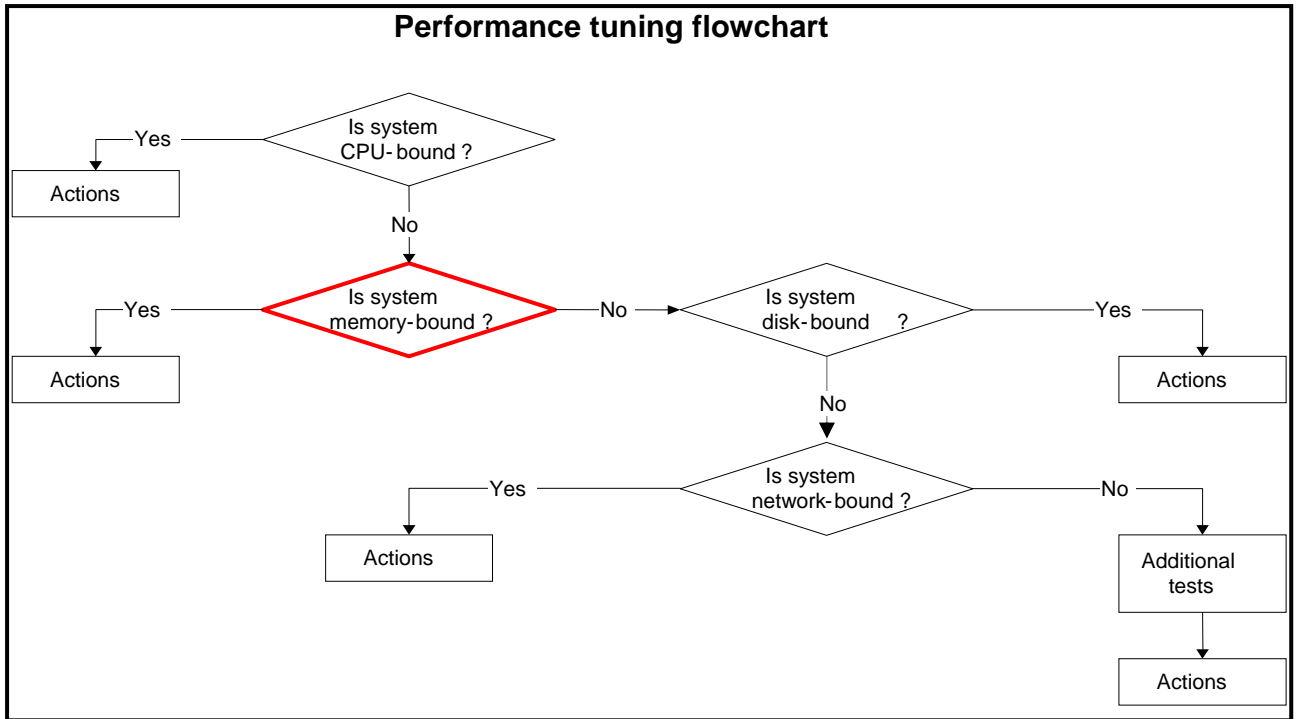 Performance tuning flowchart
Is system
CPU-bound ?
Yes
Actions
No
Is system
memory-bound ?
Yes
Actions
No
Is system
disk-bound ?
Yes
Actions
No
Is system
network-bound ?
Yes
Actions
No
Additional
tests
Actions